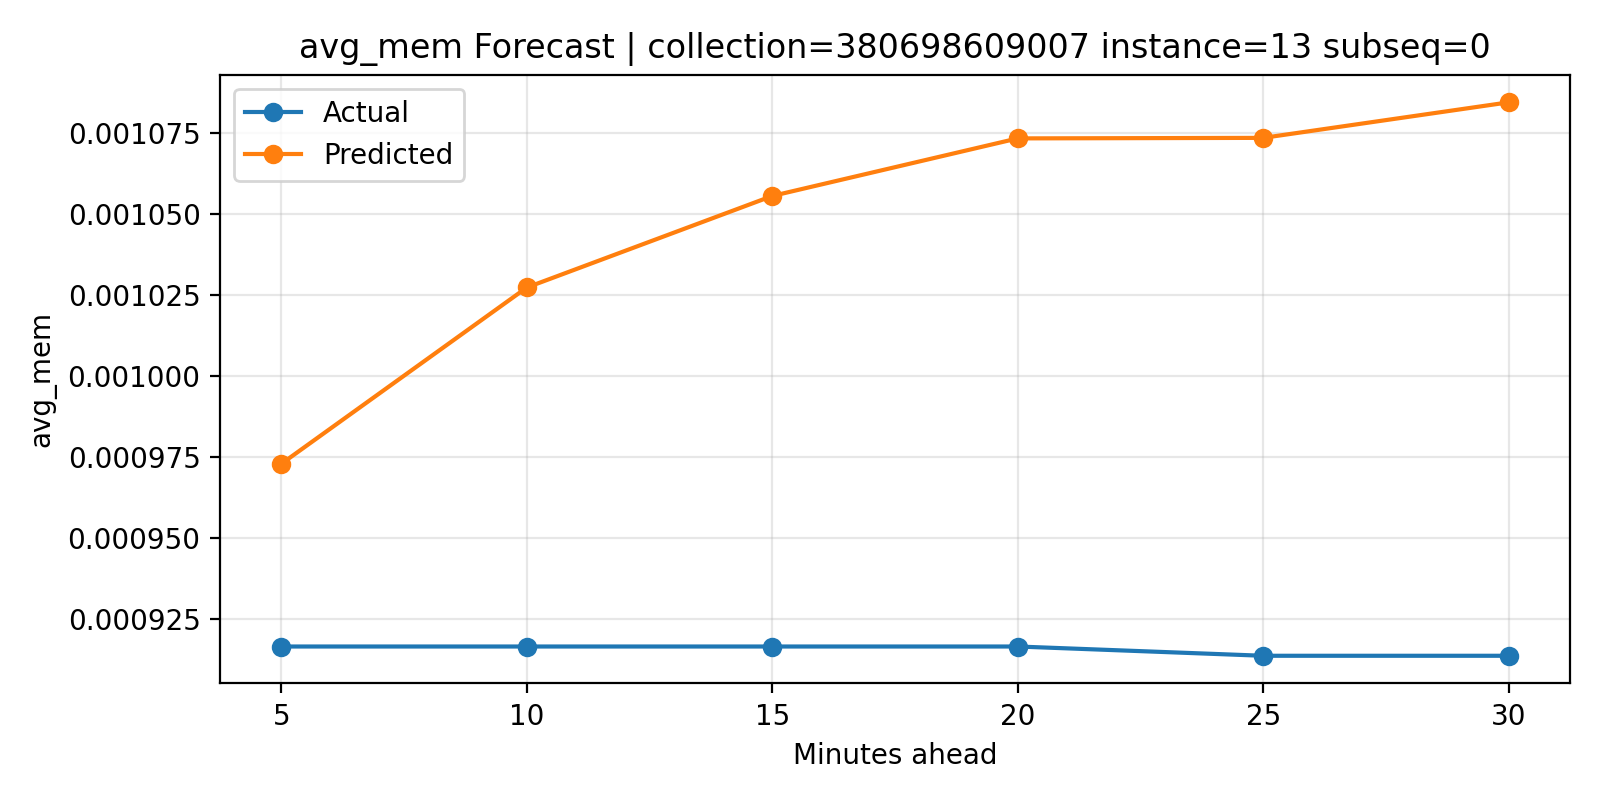 avg_mem Forecast | collection=380698609007 instance=13 subseq=0
Actual
Predicted
0.001075
0.001050
0.001025
0.001000
0.000975
0.000950
0.000925
avg_mem
5 10 15 20 25 30
Minutes ahead